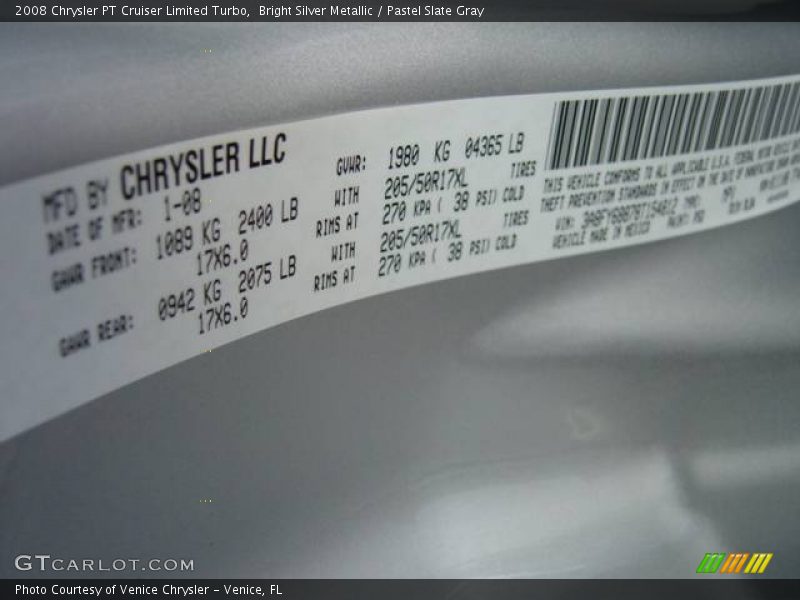 2008 Chrysler PT Cruiser Limited Turbo,  Bright Silver Metallic / Pastel Slate Gray
MFD BY CHRYSLER LLC
DATE OF MFR: 1-08
GVWR: 1980 KG 04365 LB
GAWR FRONT: 1089 KG 2400 LB WITH 205/50R17XL TIRES
17X6.0 RIMS AT 270 KPA ( 38 PSI) COLD
GAWR REAR: 0942 KG 2075 LB WITH 205/50R17XL TIRES
17X6.0 RIMS AT 270 KPA ( 38 PSI) COLD
THIS VEHICLE CONFORMS TO ALL APPLICABLE U.S.A. FEDERAL MOTOR VEHICLE
THEFT PREVENTION STANDARDS IN EFFECT ON THE DATE OF MANUFACTURE
VIN:
VEHICLE MADE IN MEXICO PAINT:
GTCARLOT.COM
Photo Courtesy of Venice Chrysler – Venice, FL